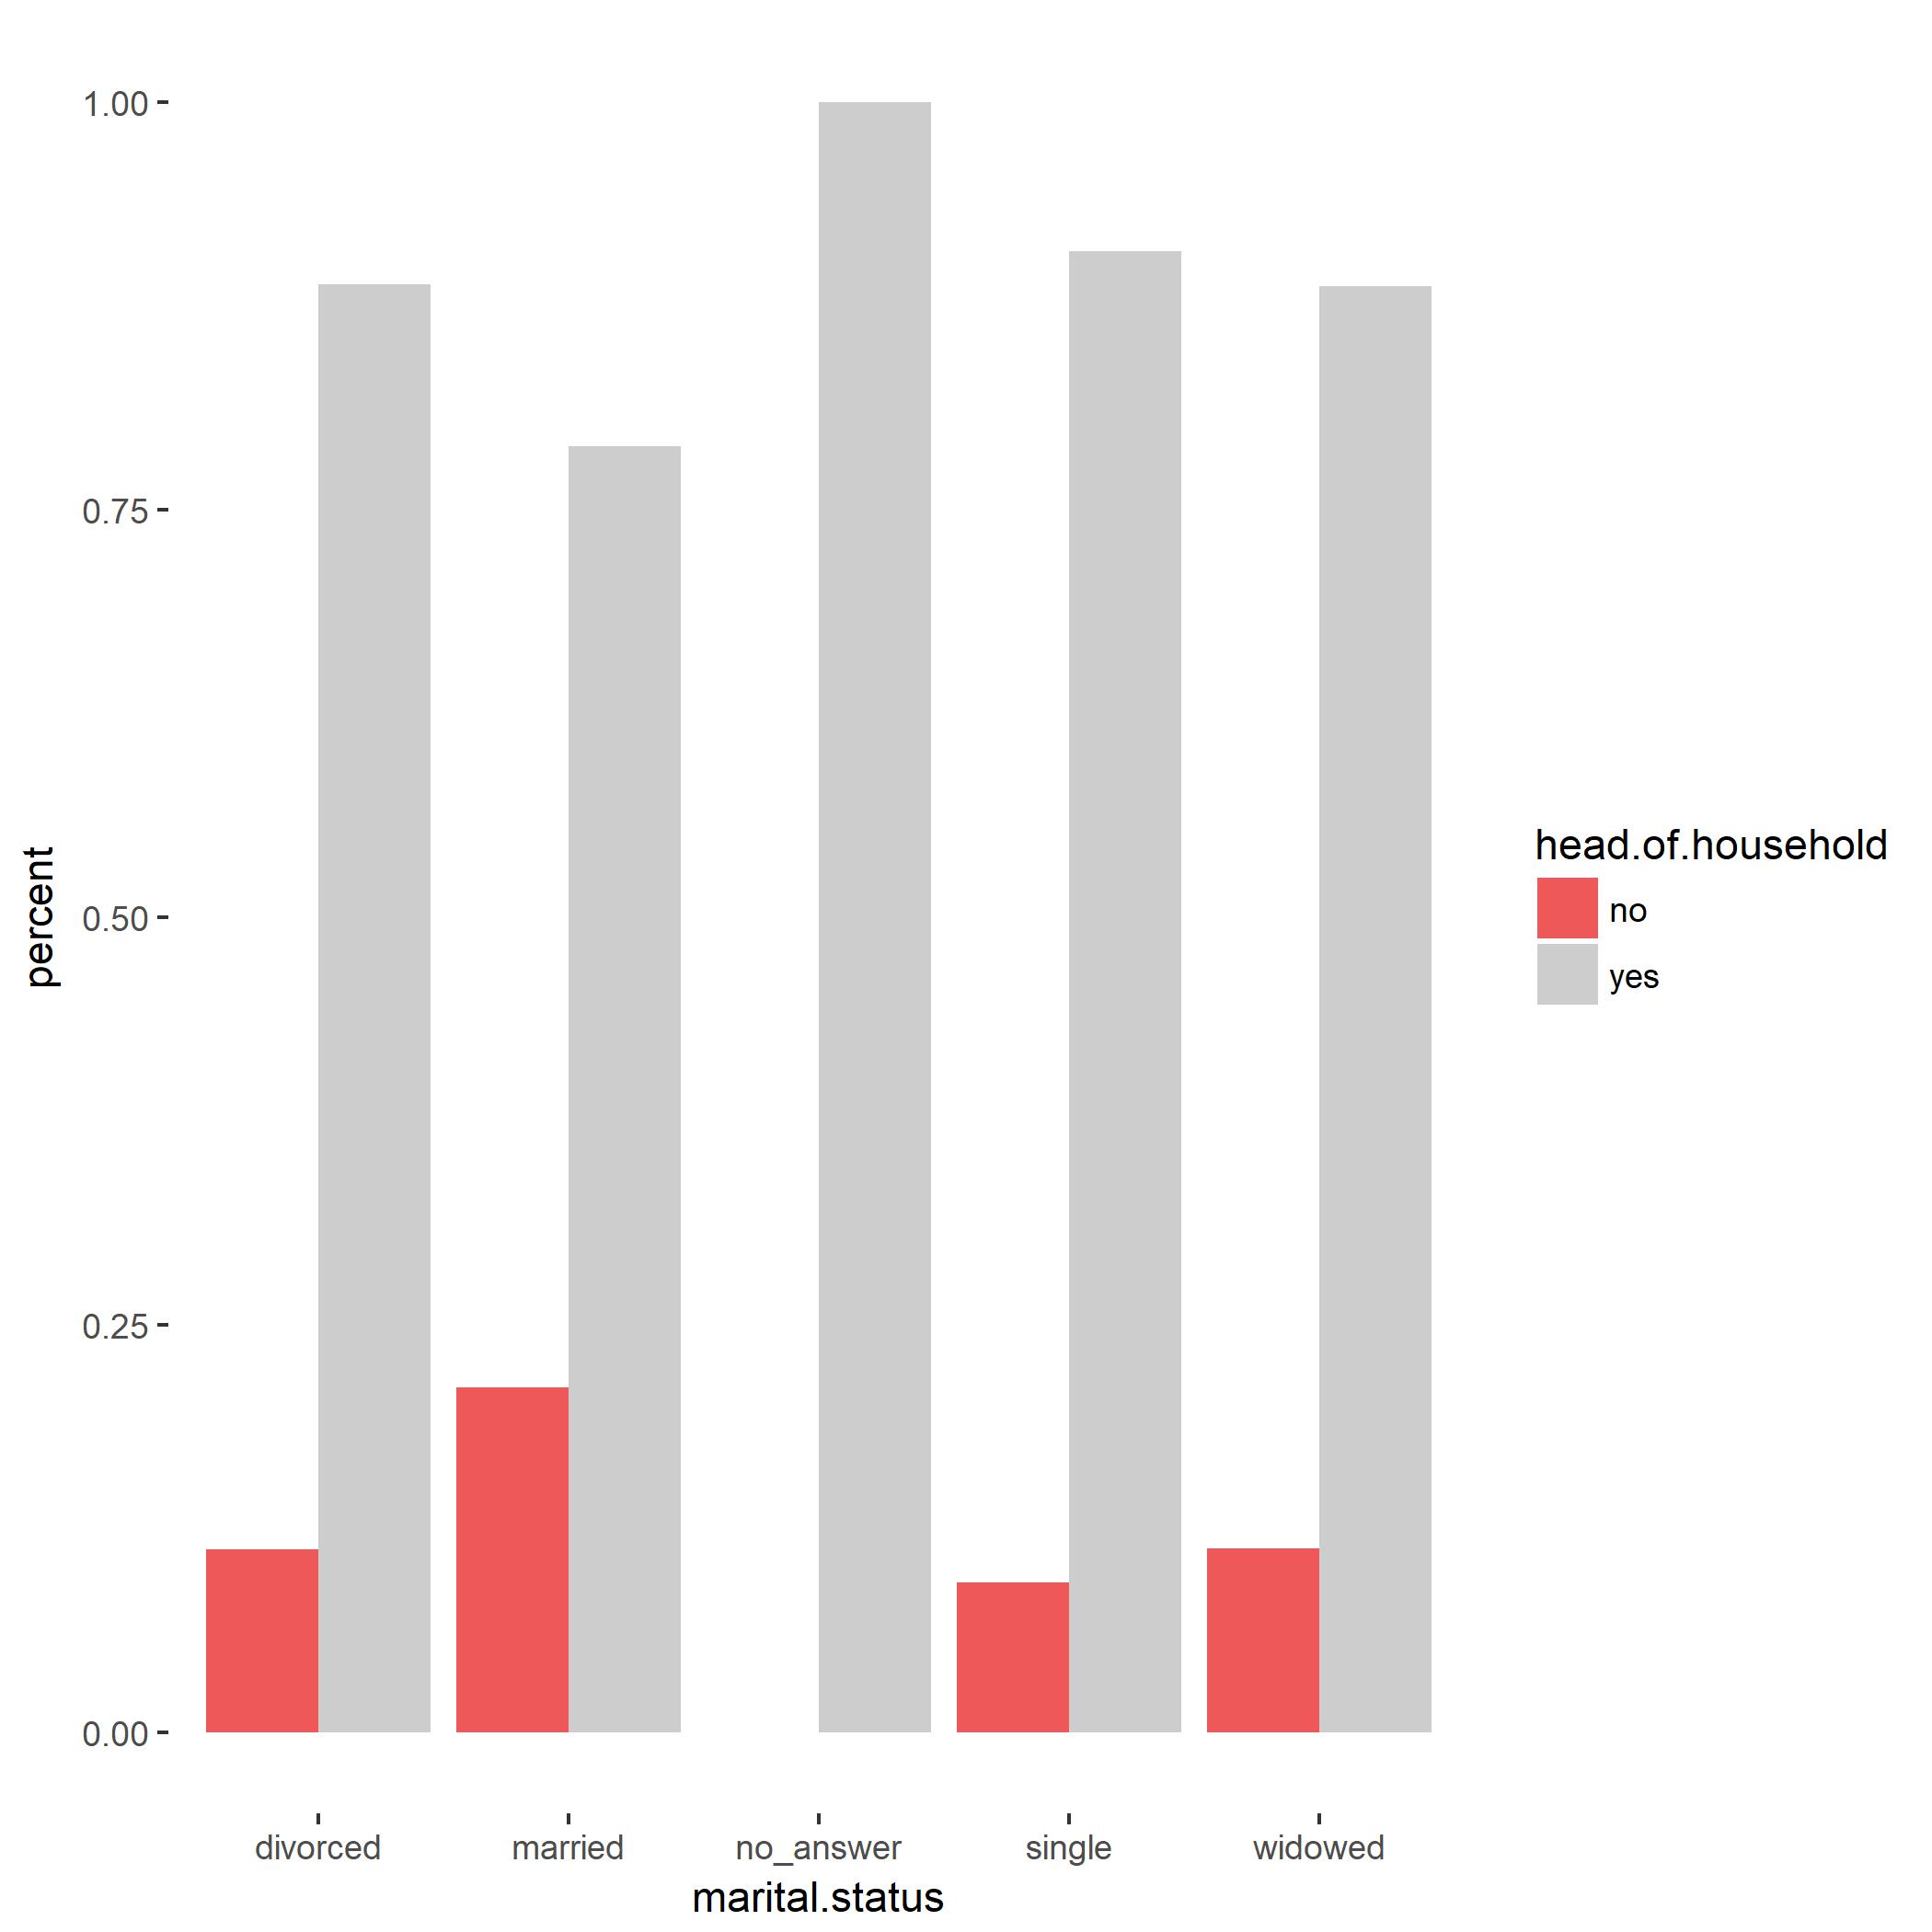 percent
1.00
0.75
0.50
0.25
0.00
divorced married no_answer single widowed
marital.status
head.of.household
no
yes